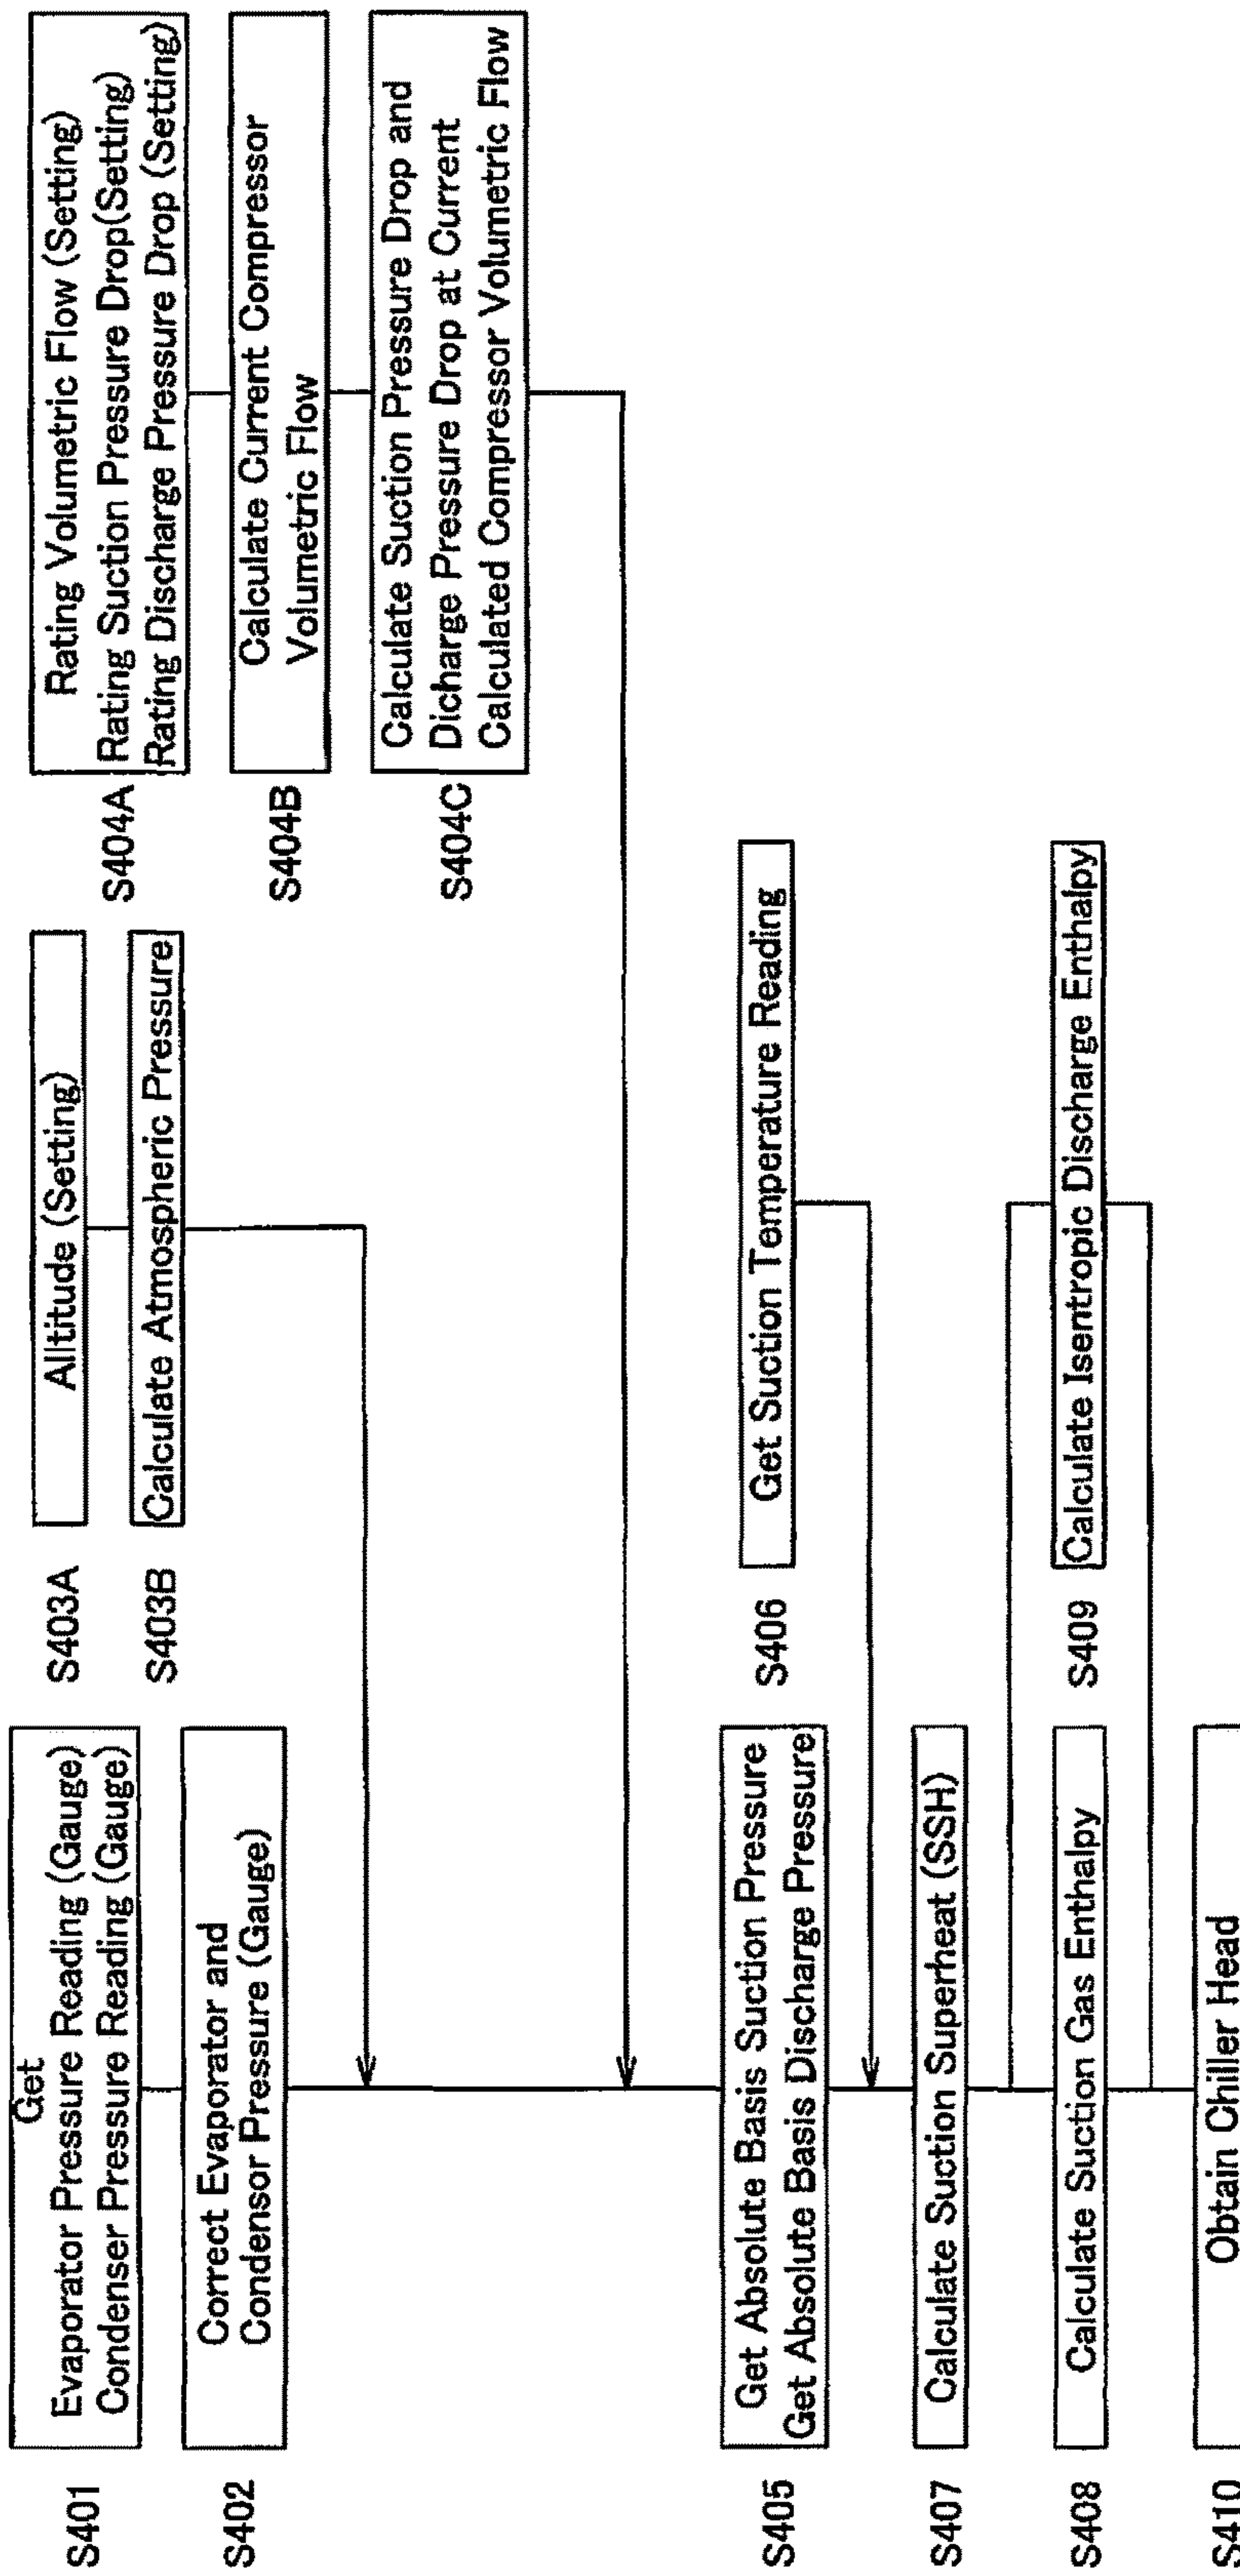 S401
Get
Evaporator Pressure Reading (Gauge)
Condenser Pressure Reading (Gauge)
S402
Correct Evaporator and
Condensor Pressure (Gauge)
S403A
Alltitude (Setting)
S403B
Calculate Atmospheric Pressure
S404A
Rating Volumetric Flow (Setting)
Rating Suction Pressure Drop(Setting)
Rating Discharge Pressure Drop (Setting)
S404B
Calculate Current Compressor
Volumetric Flow
S404C
Calculate Suction Pressure Drop and
Dicharge Pressure Drop at Current
Calculated Compressor Volumetric Flow
S405
Get Absolute Basis Suction Pressure
Get Absolute Basis Discharge Pressure
S406
Get Suction Temperature Reading
S407
Calculate Suction Superheat (SSH)
S408
Calculate Suction Gas Enthalpy
S409
Calculate Isentropic Discharge Enthalpy
S410
Obtain Chiller Head